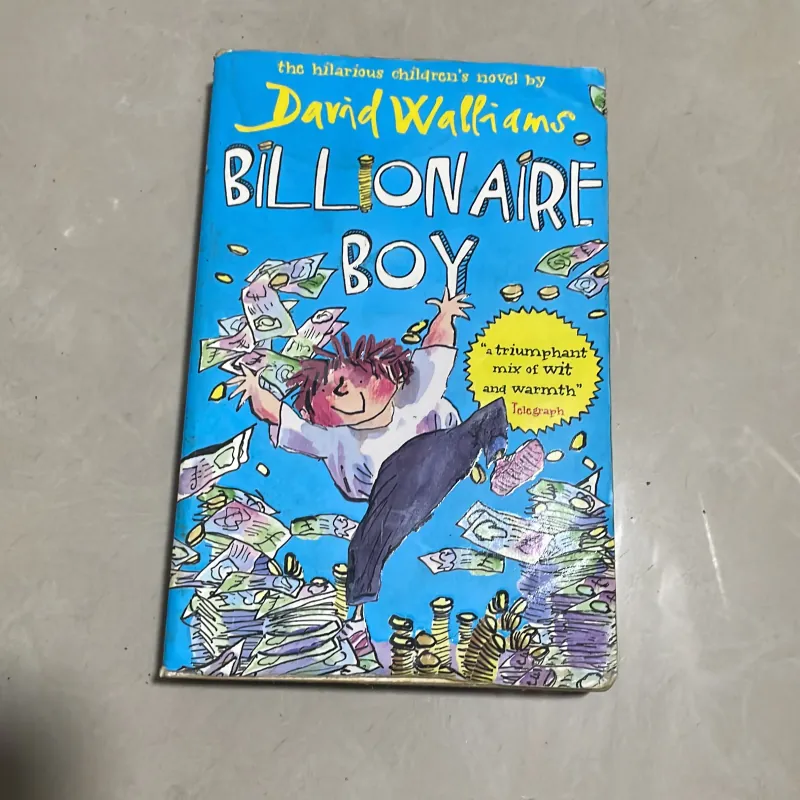 the hilarious children's novel by
David Walliams
BILLIONAIRE
BOY
"a triumphant
mix of wit
and warmth"
Telegraph